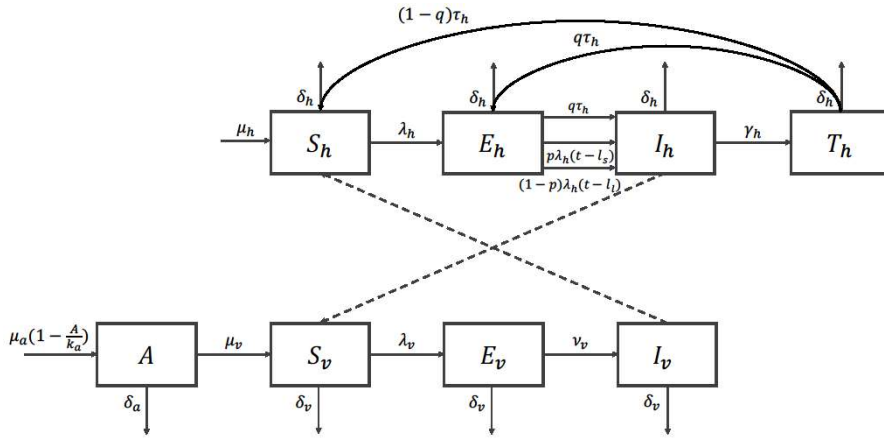 (1 − q)τ_h
qτ_h
δ_h δ_h δ_h δ_h
μ_h S_h λ_h E_h qτ_h I_h γ_h T_h
pλ_h(t − l_s)
(1 − p)λ_h(t − l_l)
μ_a(1 − A/k_a) A μ_v S_v λ_v E_v ν_v I_v
δ_a δ_v δ_v δ_v